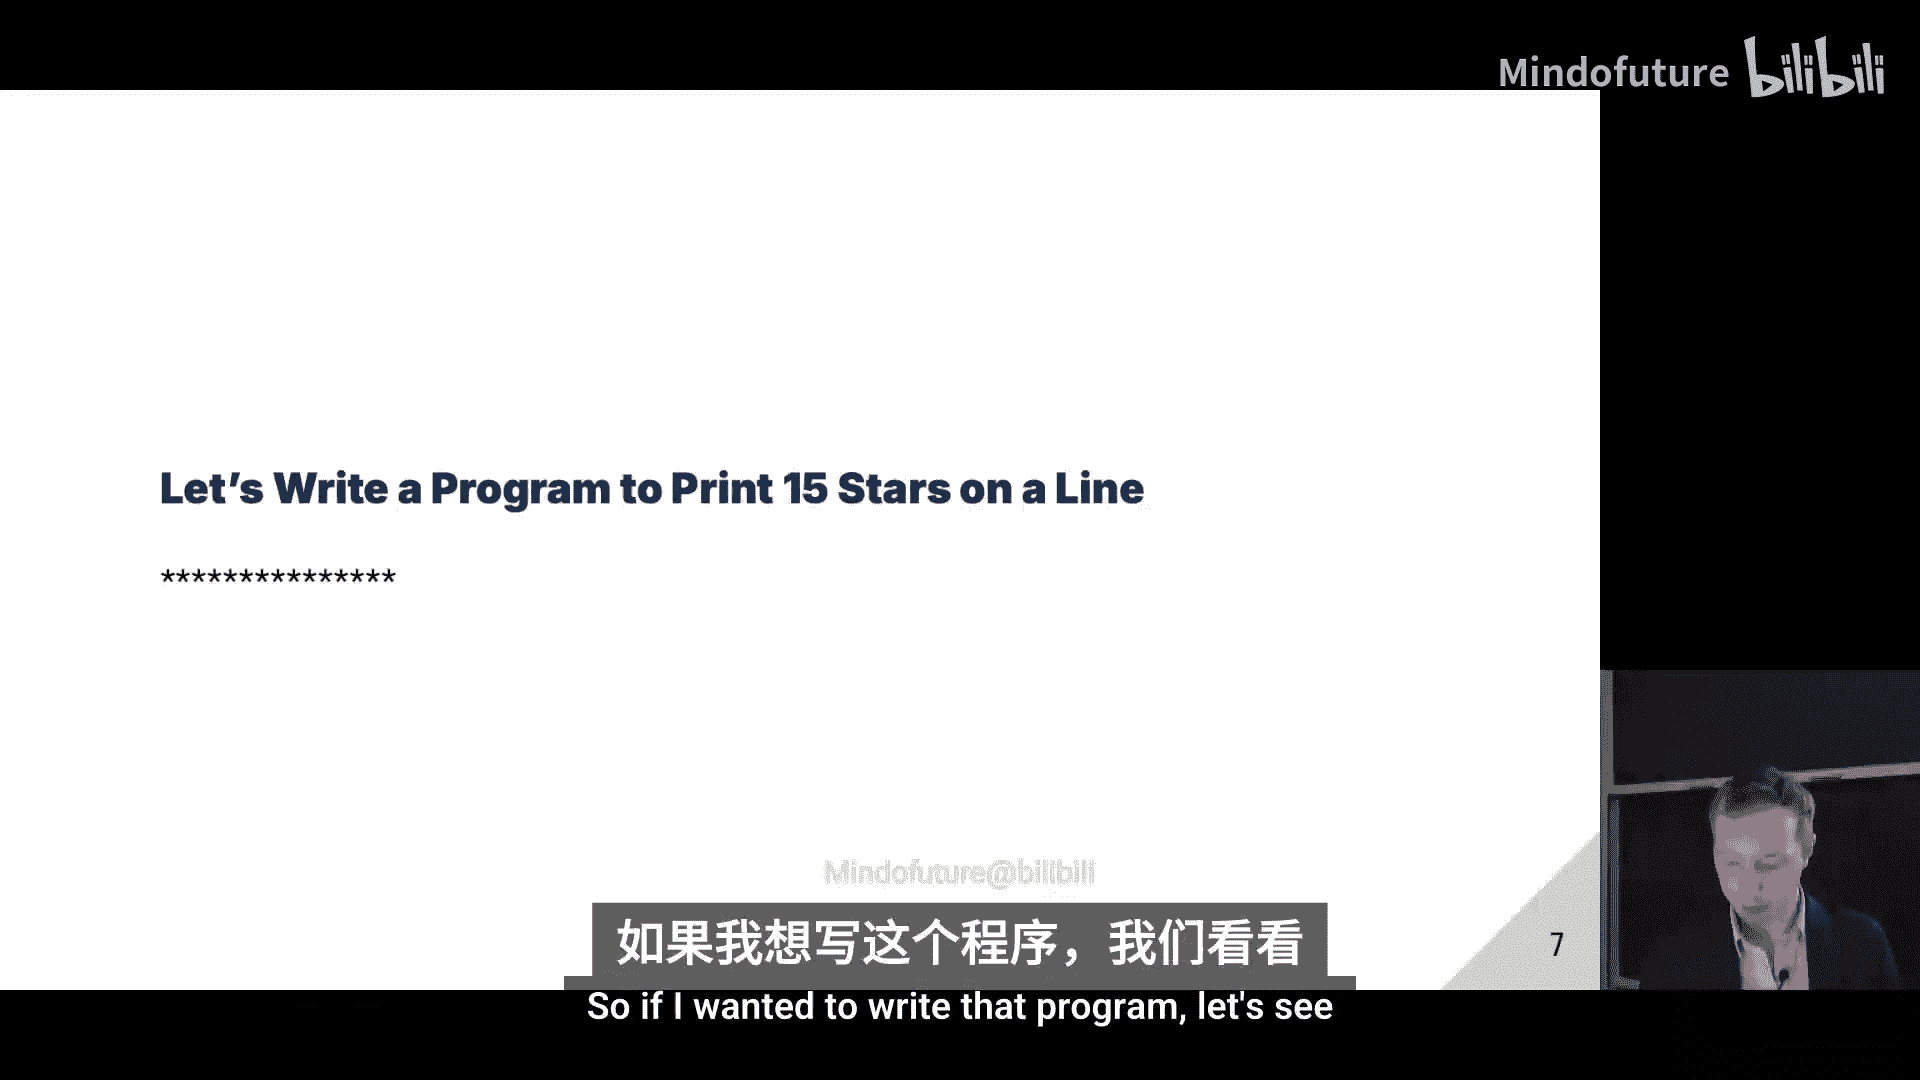 Mindofuture bilibili
Let’s Write a Program to Print 15 Stars on a Line
***************
Mindofuture@bilibili
如果我想写这个程序，我们看看
7
So if I wanted to write that program, let's see